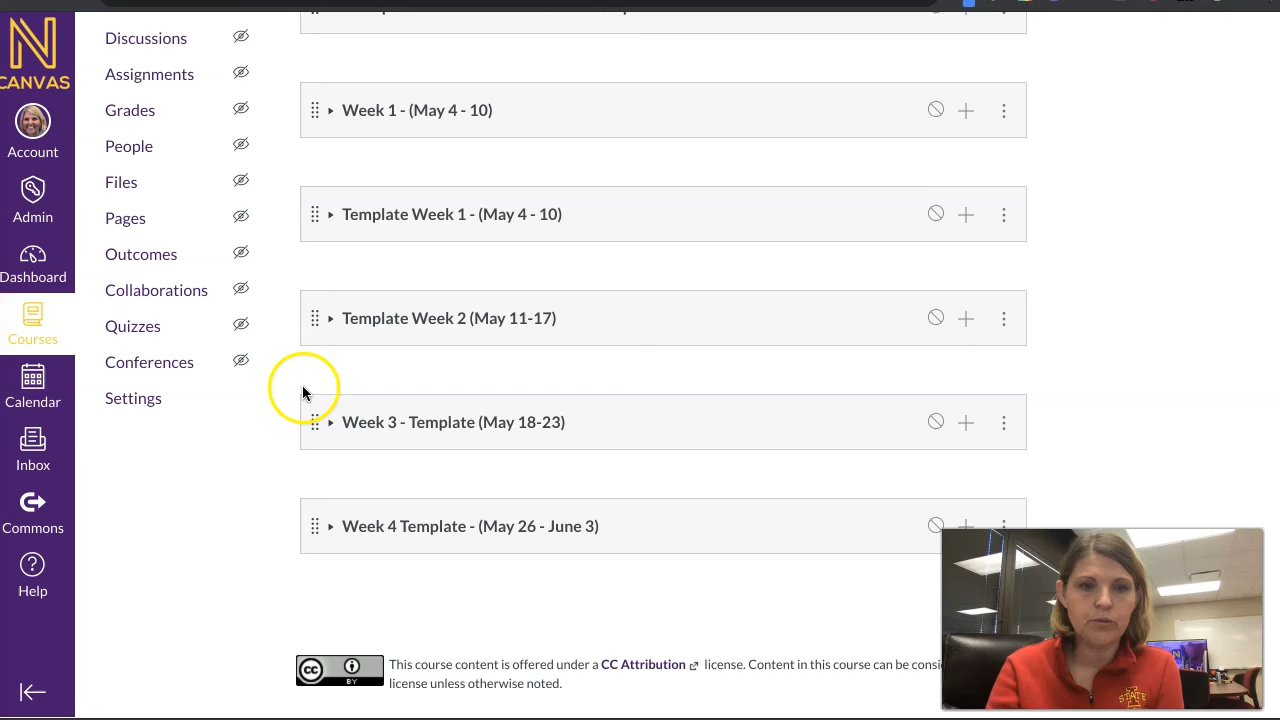 CANVAS
Account
Admin
Dashboard
Courses
Calendar
Inbox
Commons
Help
Discussions
Assignments
Grades
People
Files
Pages
Outcomes
Collaborations
Quizzes
Conferences
Settings
Week 1 - (May 4 - 10)
Template Week 1 - (May 4 - 10)
Template Week 2 (May 11-17)
Week 3 - Template (May 18-23)
Week 4 Template - (May 26 - June 3)
CC BY
This course content is offered under a CC Attribution license. Content in this course can be
license unless otherwise noted.
STATE